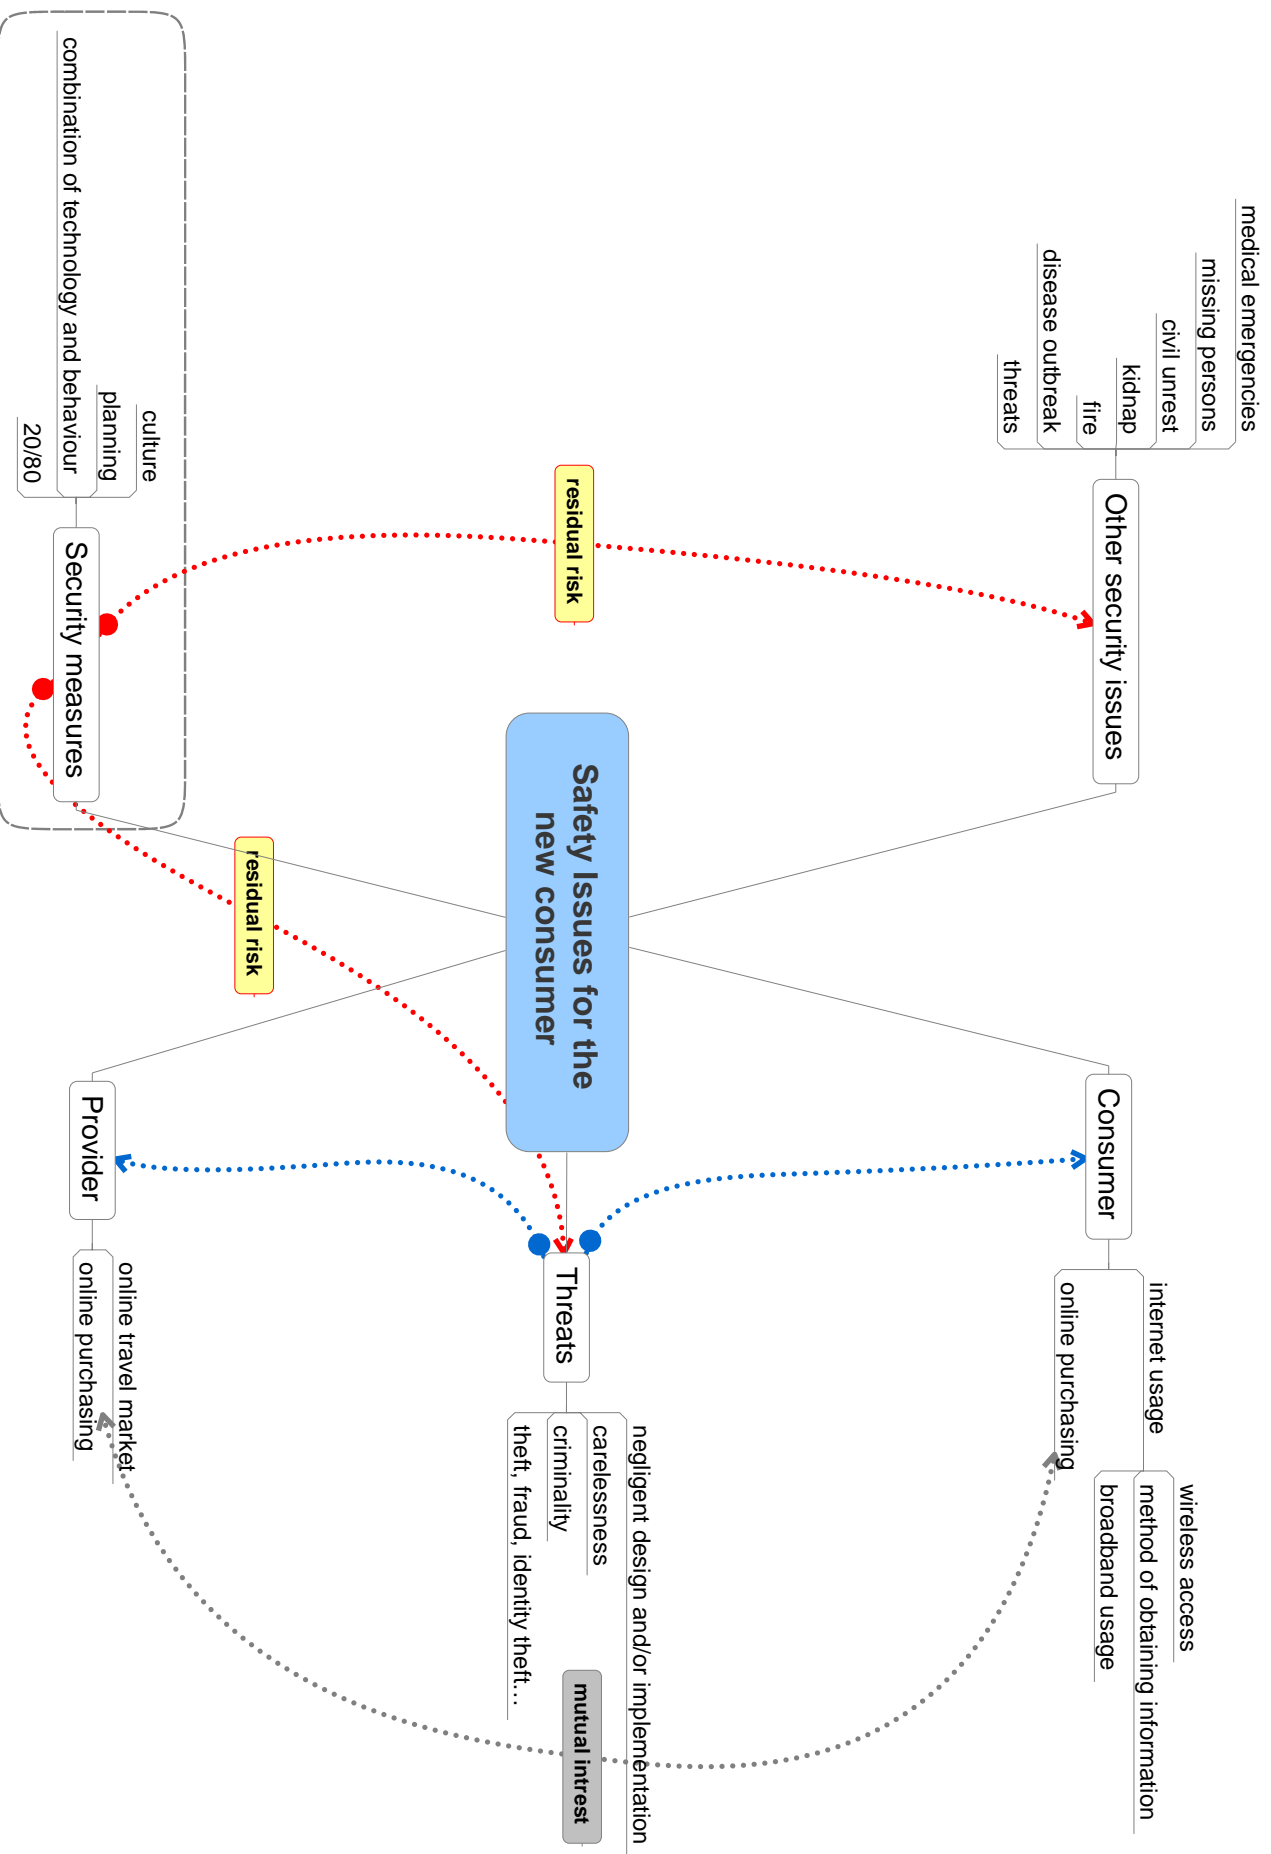 medical emergencies
missing persons
civil unrest
kidnap
fire
disease outbreak
threats
Other security issues
residual risk
culture
planning
combination of technology and behaviour
20/80
Security measures
residual risk
Safety Issues for the
new consumer
Consumer
internet usage
wireless access
method of obtaining information
broadband usage
online purchasing
Threats
negligent design and/or implementation
carelessness
criminality
theft, fraud, identity theft...
mutual intrest
Provider
online travel market
online purchasing